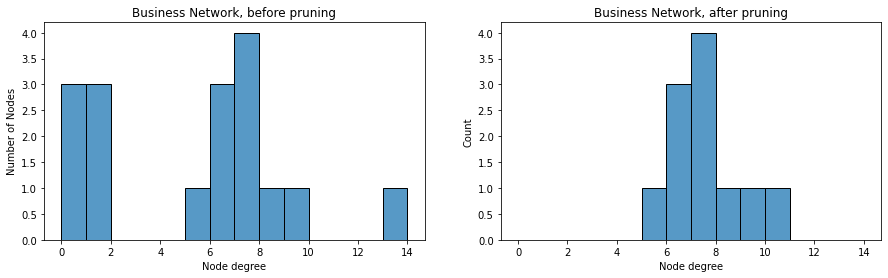 Business Network, before pruning
4.0
3.5
3.0
2.5
2.0
1.5
1.0
0.5
0.0
Number of Nodes
0 2 4 6 8 10 12 14
Node degree
Business Network, after pruning
4.0
3.5
3.0
2.5
2.0
1.5
1.0
0.5
0.0
Count
0 2 4 6 8 10 12 14
Node degree